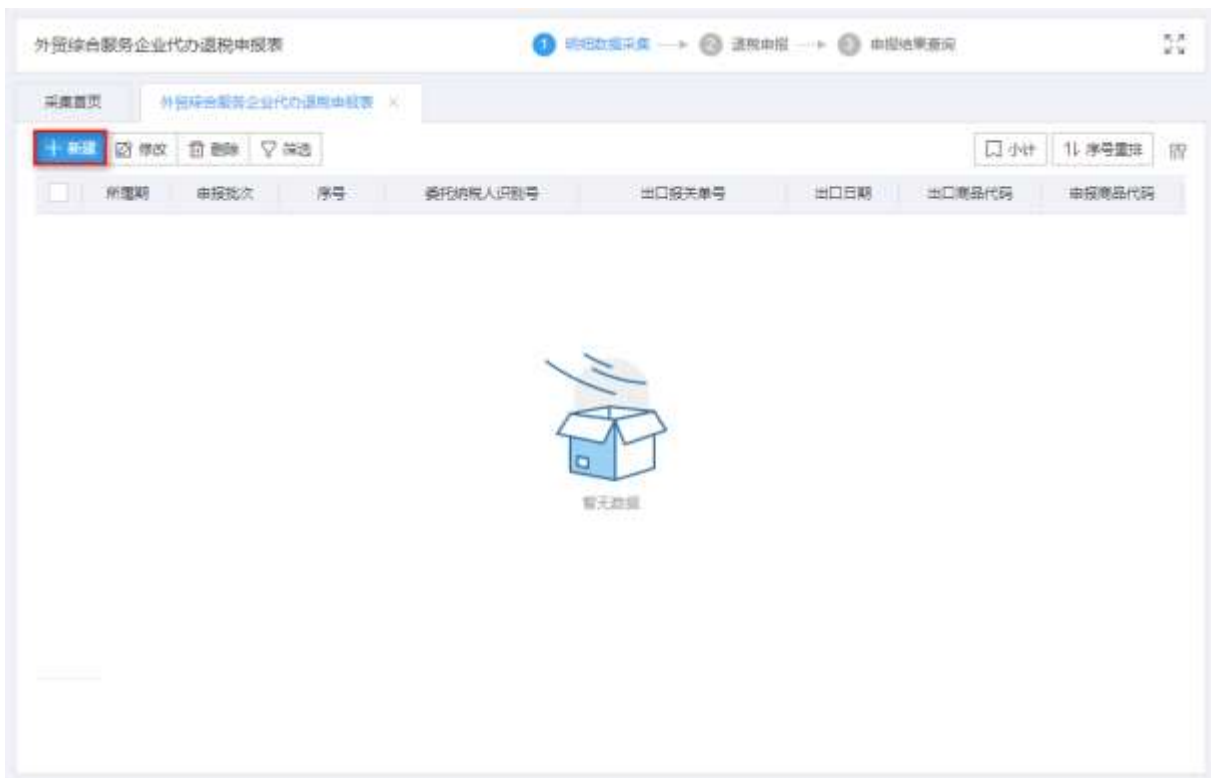 外贸综合服务企业代办退税申报表
1 明细数据采集 2 退税申报 3 申报结果查询
采集首页 外贸综合服务企业代办退税申报表 ×
+ 新建 修改 删除 筛选 小计 序号重排
所属期 申报批次 序号 委托纳税人识别号 出口报关单号 出口日期 出口商品代码 申报商品代码
暂无数据